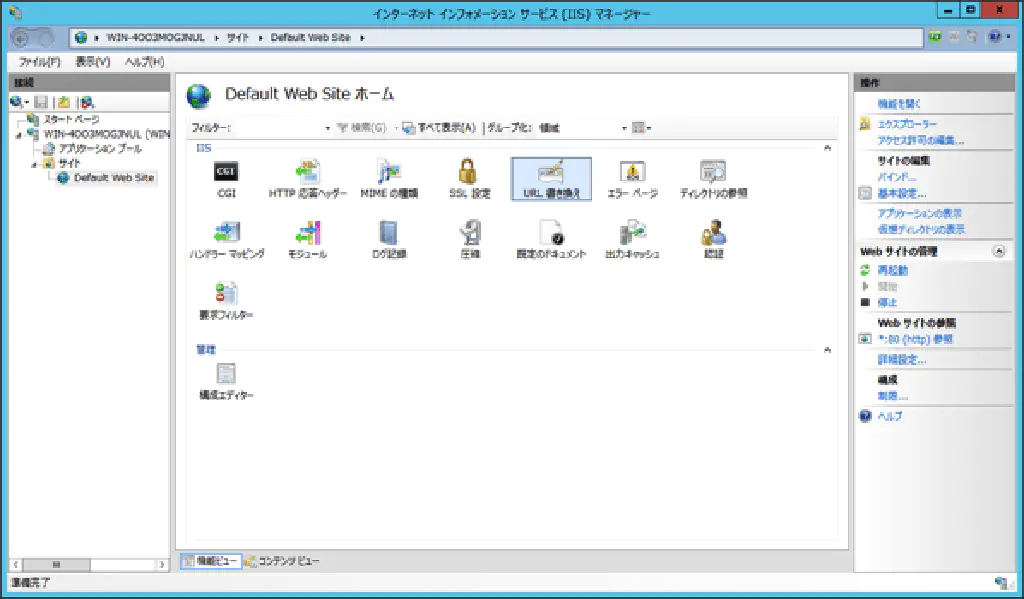 インターネット インフォメーション サービス (IIS) マネージャー
WIN-4OO3MOGJNUL ▸ サイト ▸ Default Web Site ▸
ファイル(F) 表示(V) ヘルプ(H)
接続
スタート ページ
WIN-4OO3MOGJNUL (WIN
アプリケーション プール
サイト
Default Web Site
Default Web Site ホーム
フィルター: 検索(G) すべて表示(A) グループ化: 領域
IIS
CGI HTTP 応答ヘッダー MIME の種類 SSL 設定 URL 書き換え エラー ページ ディレクトリの参照
ハンドラー マッピング モジュール ログ記録 圧縮 既定のドキュメント 出力キャッシュ 認証
要求フィルター
管理
構成エディター
機能ビュー コンテンツ ビュー
操作
機能を開く
エクスプローラー
アクセス許可の編集...
サイトの編集
バインド...
基本設定...
アプリケーションの表示
仮想ディレクトリの表示
Web サイトの管理
再起動
開始
停止
Web サイトの参照
*:80 (http) 参照
詳細設定...
構成
制限...
ヘルプ
準備完了